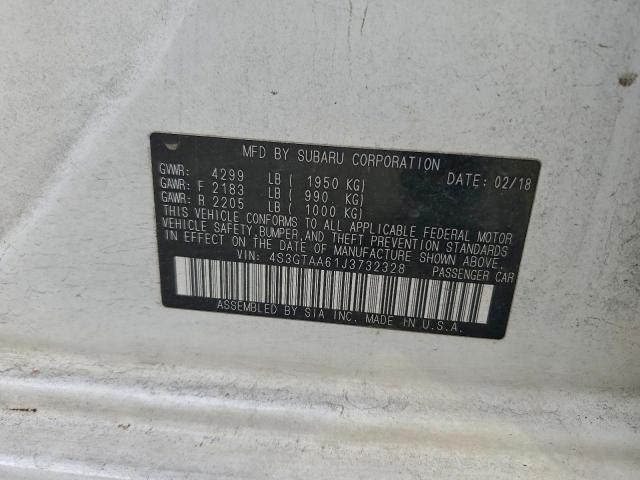 MFD BY SUBARU CORPORATION DATE: 02/18
GVWR: 4299 LB ( 1950 KG)
GAWR: F 2183 LB ( 990 KG)
GAWR: R 2205 LB ( 1000 KG)
THIS VEHICLE CONFORMS TO ALL APPLICABLE FEDERAL MOTOR
VEHICLE SAFETY, BUMPER, AND THEFT PREVENTION STANDARDS
IN EFFECT ON THE DATE OF MANUFACTURE SHOWN ABOVE.
VIN: 4S3GTAA61J3732328 PASSENGER CAR
ASSEMBLED BY SIA INC. MADE IN U.S.A.